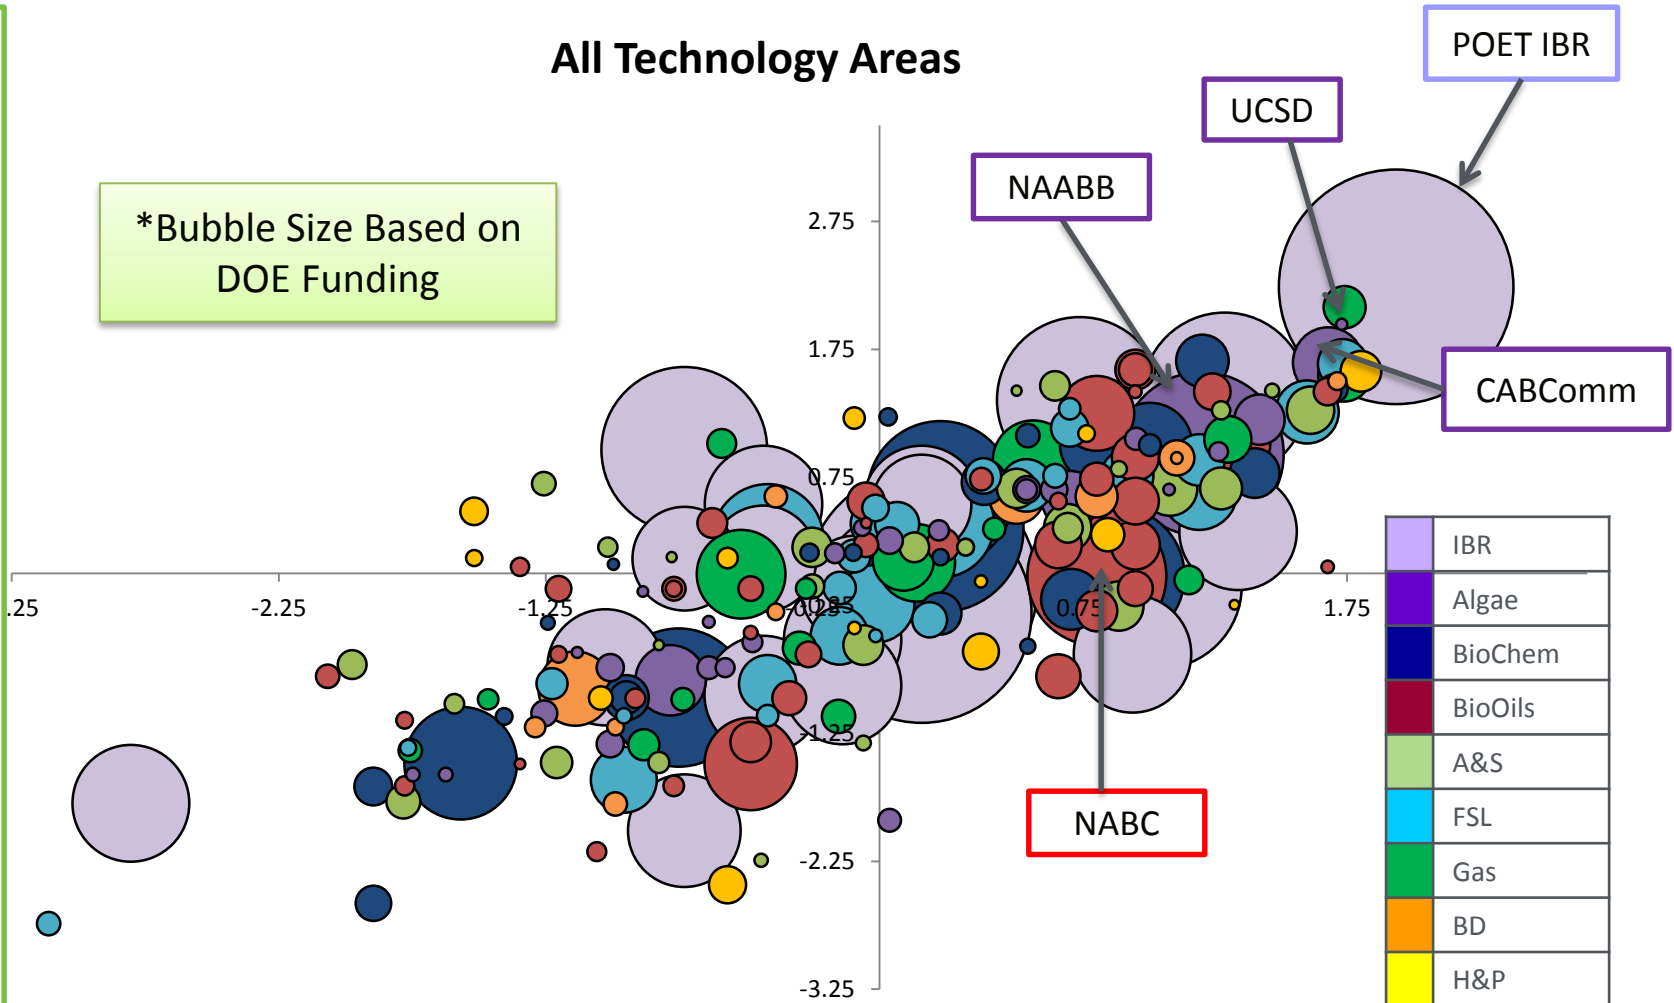 All Technology Areas
POET IBR
UCSD
NAABB
*Bubble Size Based on
DOE Funding
CABComm
NABC
2.75
1.75
0.75
-1.25
-2.25
-3.25
.25
-2.25
-1.25
-0.25
0.75
1.75
IBR
Algae
BioChem
BioOils
A&S
FSL
Gas
BD
H&P